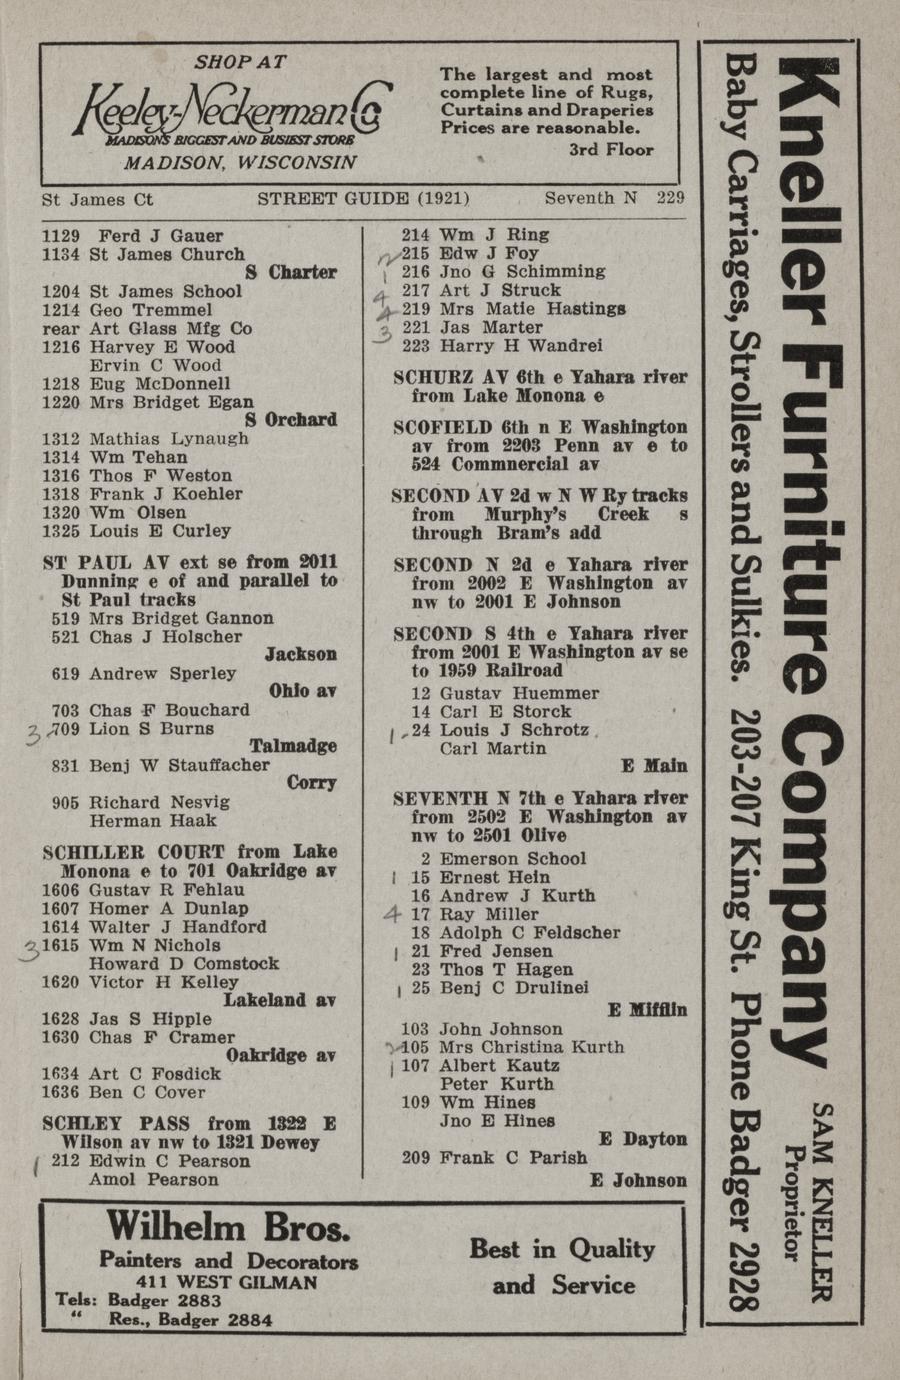 SHOP AT
Keeley-Neckerman Co
MADISON'S BIGGEST AND BUSIEST STORE
MADISON, WISCONSIN
The largest and most
complete line of Rugs,
Curtains and Draperies
Prices are reasonable.
3rd Floor
St James Ct STREET GUIDE (1921) Seventh N 229
1129 Ferd J Gauer
1134 St James Church
S Charter
1204 St James School
1214 Geo Tremmel
rear Art Glass Mfg Co
1216 Harvey E Wood
Ervin C Wood
1218 Eug McDonnell
1220 Mrs Bridget Egan
S Orchard
1312 Mathias Lynaugh
1314 Wm Tehan
1316 Thos F Weston
1318 Frank J Koehler
1320 Wm Olsen
1325 Louis E Curley
ST PAUL AV ext se from 2011
Dunning e of and parallel to
St Paul tracks
519 Mrs Bridget Gannon
521 Chas J Holscher
Jackson
619 Andrew Sperley
Ohio av
703 Chas F Bouchard
3 709 Lion S Burns
Talmadge
831 Benj W Stauffacher
Corry
905 Richard Nesvig
Herman Haak
SCHILLER COURT from Lake
Monona e to 701 Oakridge av
1606 Gustav R Fehlau
1607 Homer A Dunlap
1614 Walter J Handford
3 1615 Wm N Nichols
Howard D Comstock
1620 Victor H Kelley
Lakeland av
1628 Jas S Hipple
1630 Chas F Cramer
Oakridge av
1634 Art C Fosdick
1636 Ben C Cover
SCHLEY PASS from 1322 E
Wilson av nw to 1321 Dewey
1 212 Edwin C Pearson
Amol Pearson
214 Wm J Ring
2 215 Edw J Foy
1 216 Jno G Schimming
4 217 Art J Struck
4 219 Mrs Matie Hastings
3 221 Jas Marter
223 Harry H Wandrei
SCHURZ AV 6th e Yahara river
from Lake Monona e
SCOFIELD 6th n E Washington
av from 2203 Penn av e to
524 Commnercial av
SECOND AV 2d w N W Ry tracks
from Murphy's Creek s
through Bram's add
SECOND N 2d e Yahara river
from 2002 E Washington av
nw to 2001 E Johnson
SECOND S 4th e Yahara river
from 2001 E Washington av se
to 1959 Railroad
12 Gustav Huemmer
14 Carl E Storck
1 24 Louis J Schrotz
Carl Martin
E Main
SEVENTH N 7th e Yahara river
from 2502 E Washington av
nw to 2501 Olive
2 Emerson School
1 15 Ernest Hein
16 Andrew J Kurth
4 17 Ray Miller
18 Adolph C Feldscher
1 21 Fred Jensen
23 Thos T Hagen
1 25 Benj C Drulinei
E Mifflin
103 John Johnson
2 105 Mrs Christina Kurth
1 107 Albert Kautz
Peter Kurth
109 Wm Hines
Jno E Hines
E Dayton
209 Frank C Parish
E Johnson
Wilhelm Bros.
Painters and Decorators
411 WEST GILMAN
Tels: Badger 2883
" Res., Badger 2884
Best in Quality
and Service
Kneller Furniture Company
SAM KNELLER
Proprietor
Baby Carriages, Strollers and Sulkies. 203-207 King St. Phone Badger 2928